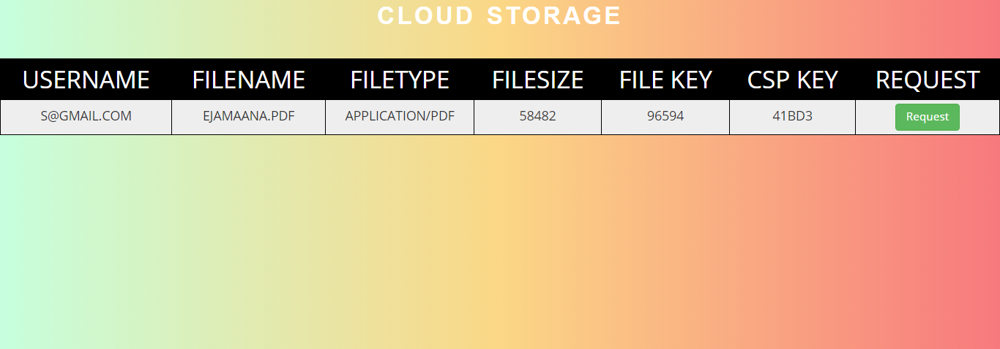 CLOUD STORAGE
USERNAME FILENAME FILETYPE FILESIZE FILE KEY CSP KEY REQUEST
S@GMAIL.COM EJAMAANA.PDF APPLICATION/PDF 58482 96594 41BD3 Request